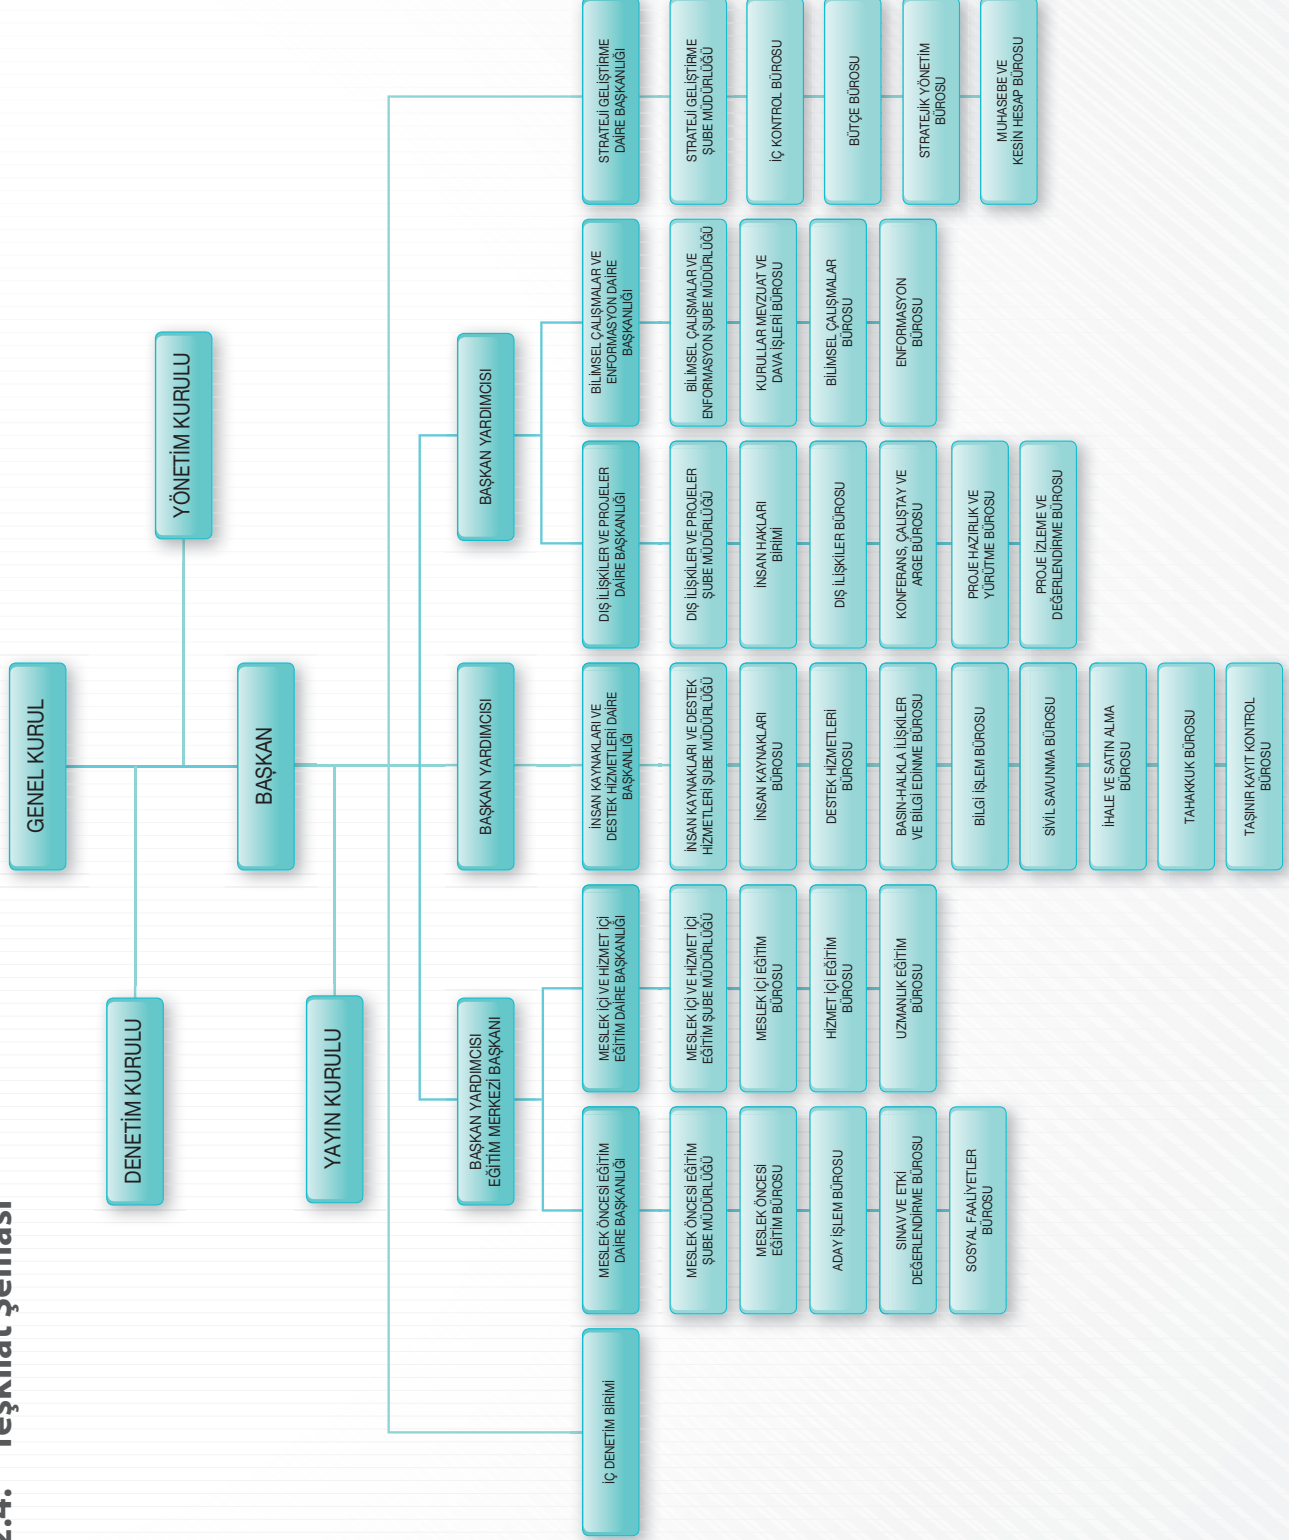 2.4. Teşkilat Şeması
GENEL KURUL
DENETİM KURULU
YÖNETİM KURULU
BAŞKAN
YAYIN KURULU
BAŞKAN YARDIMCISI
EĞİTİM MERKEZİ BAŞKANI
BAŞKAN YARDIMCISI
BAŞKAN YARDIMCISI
İÇ DENETİM BİRİMİ
MESLEK ÖNCESİ EĞİTİM
DAİRE BAŞKANLIĞI
MESLEK ÖNCESİ EĞİTİM
ŞUBE MÜDÜRLÜĞÜ
MESLEK ÖNCESİ
EĞİTİM BÜROSU
ADAY İŞLEM BÜROSU
SINAV VE ETKİ
DEĞERLENDİRME BÜROSU
SOSYAL FAALİYETLER
BÜROSU
MESLEK İÇİ VE HİZMET İÇİ
EĞİTİM DAİRE BAŞKANLIĞI
MESLEK İÇİ VE HİZMET İÇİ
EĞİTİM ŞUBE MÜDÜRLÜĞÜ
MESLEK İÇİ EĞİTİM
BÜROSU
HİZMET İÇİ EĞİTİM
BÜROSU
UZMANLIK EĞİTİM
BÜROSU
İNSAN KAYNAKLARI VE
DESTEK HİZMETLERİ DAİRE
BAŞKANLIĞI
İNSAN KAYNAKLARI VE DESTEK
HİZMETLERİ ŞUBE MÜDÜRLÜĞÜ
İNSAN KAYNAKLARI
BÜROSU
DESTEK HİZMETLERİ
BÜROSU
BASIN-HALKLA İLİŞKİLER
VE BİLGİ EDİNME BÜROSU
BİLGİ İŞLEM BÜROSU
SİVİL SAVUNMA BÜROSU
İHALE VE SATIN ALMA
BÜROSU
TAHAKKUK BÜROSU
TAŞINIR KAYIT KONTROL
BÜROSU
DIŞ İLİŞKİLER VE PROJELER
DAİRE BAŞKANLIĞI
DIŞ İLİŞKİLER VE PROJELER
ŞUBE MÜDÜRLÜĞÜ
İNSAN HAKLARI
BİRİMİ
DIŞ İLİŞKİLER BÜROSU
KONFERANS, ÇALIŞTAY VE
ARGE BÜROSU
PROJE HAZIRLIK VE
YÜRÜTME BÜROSU
PROJE İZLEME VE
DEĞERLENDİRME BÜROSU
BİLİMSEL ÇALIŞMALAR VE
ENFORMASYON DAİRE
BAŞKANLIĞI
BİLİMSEL ÇALIŞMALAR VE
ENFORMASYON ŞUBE MÜDÜRLÜĞÜ
KURULLAR MEVZUAT VE
DAVA İŞLERİ BÜROSU
BİLİMSEL ÇALIŞMALAR
BÜROSU
ENFORMASYON
BÜROSU
STRATEJİ GELİŞTİRME
DAİRE BAŞKANLIĞI
STRATEJİ GELİŞTİRME
ŞUBE MÜDÜRLÜĞÜ
İÇ KONTROL BÜROSU
BÜTÇE BÜROSU
STRATEJİK YÖNETİM
BÜROSU
MUHASEBE VE
KESİN HESAP BÜROSU